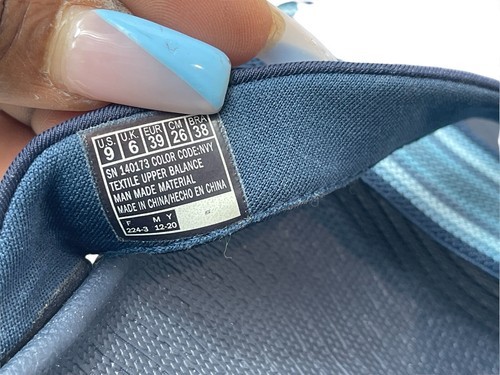 U.S. U.K. EUR CM BRA
9 6 39 26 38
SN 140173 COLOR CODE:NVY
TEXTILE UPPER BALANCE
MAN MADE MATERIAL
MADE IN CHINA/HECHO EN CHINA
F M Y
224-3 12-20